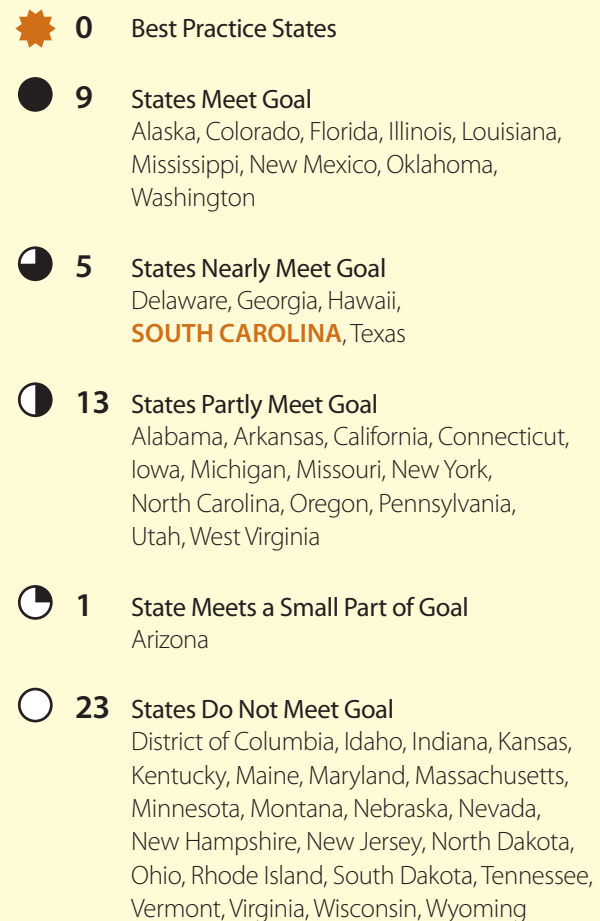 0 Best Practice States
9 States Meet Goal
Alaska, Colorado, Florida, Illinois, Louisiana,
Mississippi, New Mexico, Oklahoma,
Washington
5 States Nearly Meet Goal
Delaware, Georgia, Hawaii,
SOUTH CAROLINA, Texas
13 States Partly Meet Goal
Alabama, Arkansas, California, Connecticut,
Iowa, Michigan, Missouri, New York,
North Carolina, Oregon, Pennsylvania,
Utah, West Virginia
1 State Meets a Small Part of Goal
Arizona
23 States Do Not Meet Goal
District of Columbia, Idaho, Indiana, Kansas,
Kentucky, Maine, Maryland, Massachusetts,
Minnesota, Montana, Nebraska, Nevada,
New Hampshire, New Jersey, North Dakota,
Ohio, Rhode Island, South Dakota, Tennessee,
Vermont, Virginia, Wisconsin, Wyoming